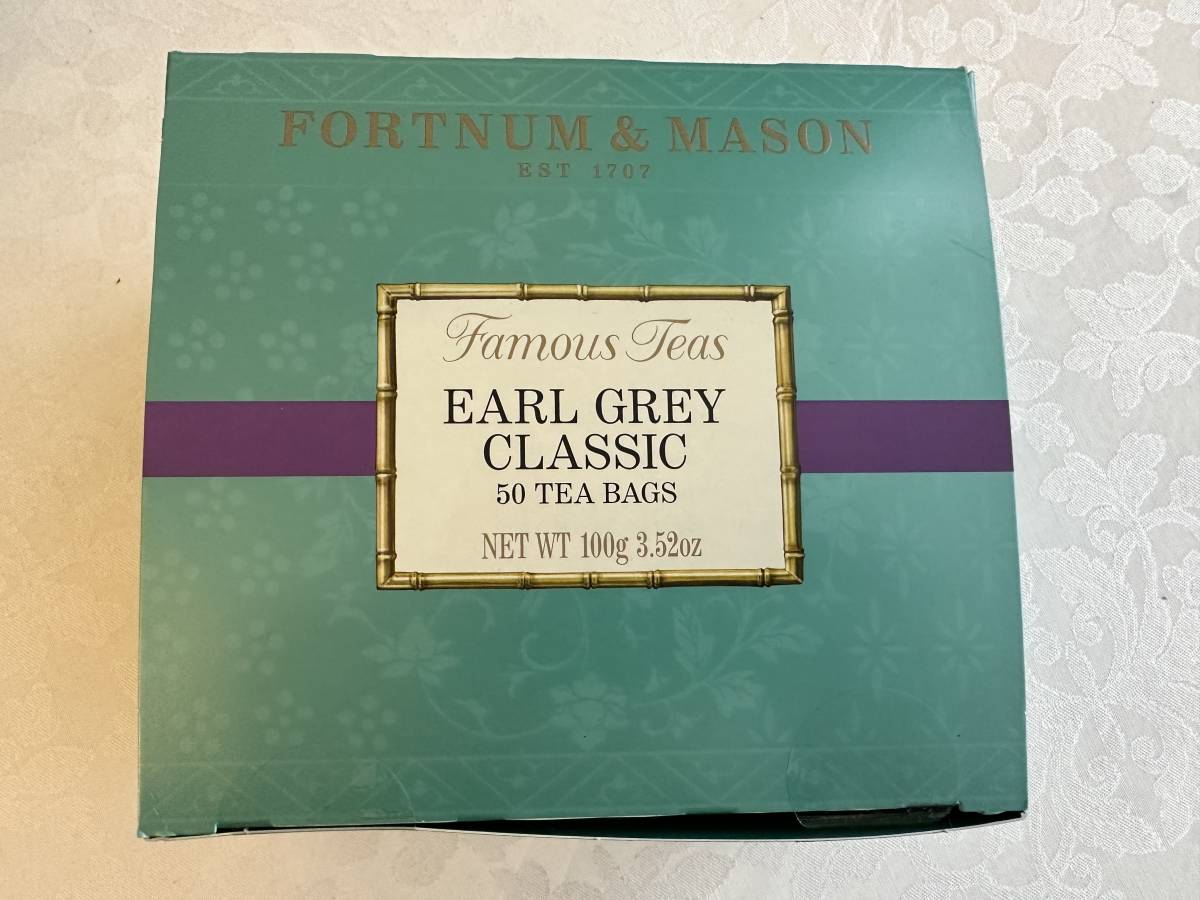 FORTNUM & MASON
EST 1707
Famous Teas
EARL GREY
CLASSIC
50 TEA BAGS
NET WT 100g 3.52oz